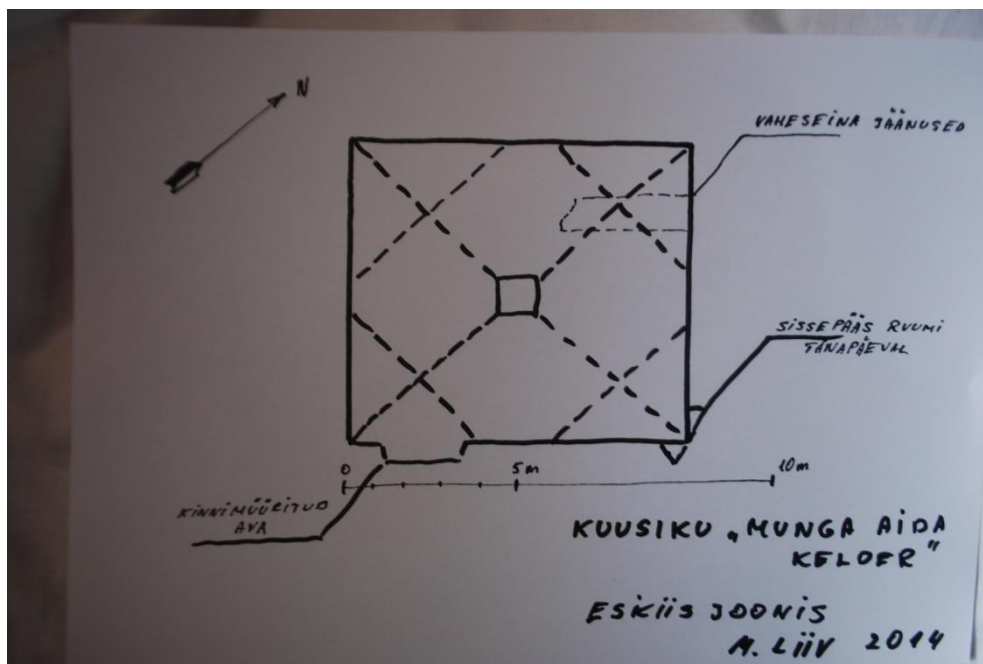 N
VAHESEINA JÄÄNUSED
SISSEPÄÄS RUUMI
TÄNAPÄEVAL
0 5m 10m
KINNIMÜÜRITUD
AVA
KUUSIKU „MUNGA AIDA
KELDER"
ESKIIS JOONIS
M. LIIV 2014